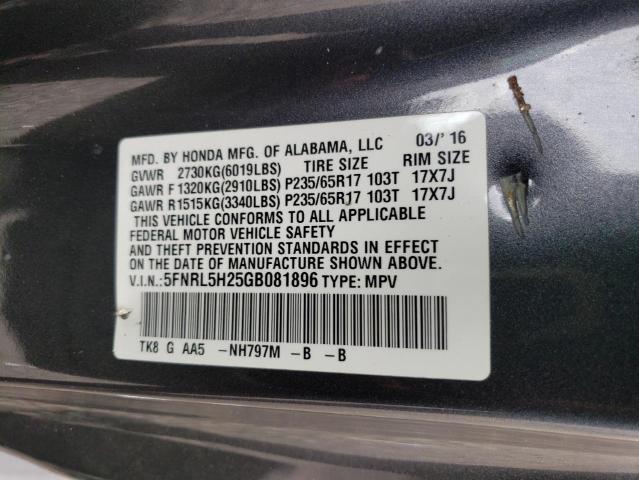 MFD. BY HONDA MFG. OF ALABAMA, LLC 03/'16
GVWR 2730KG(6019LBS) TIRE SIZE RIM SIZE
GAWR F1320KG(2910LBS) P235/65R17 103T 17X7J
GAWR R1515KG(3340LBS) P235/65R17 103T 17X7J
THIS VEHICLE CONFORMS TO ALL APPLICABLE
FEDERAL MOTOR VEHICLE SAFETY
AND THEFT PREVENTION STANDARDS IN EFFECT
ON THE DATE OF MANUFACTURE SHOWN ABOVE.
V.I.N.: 5FNRL5H25GB081896 TYPE: MPV
TK8 G AA5 -NH797M -B -B